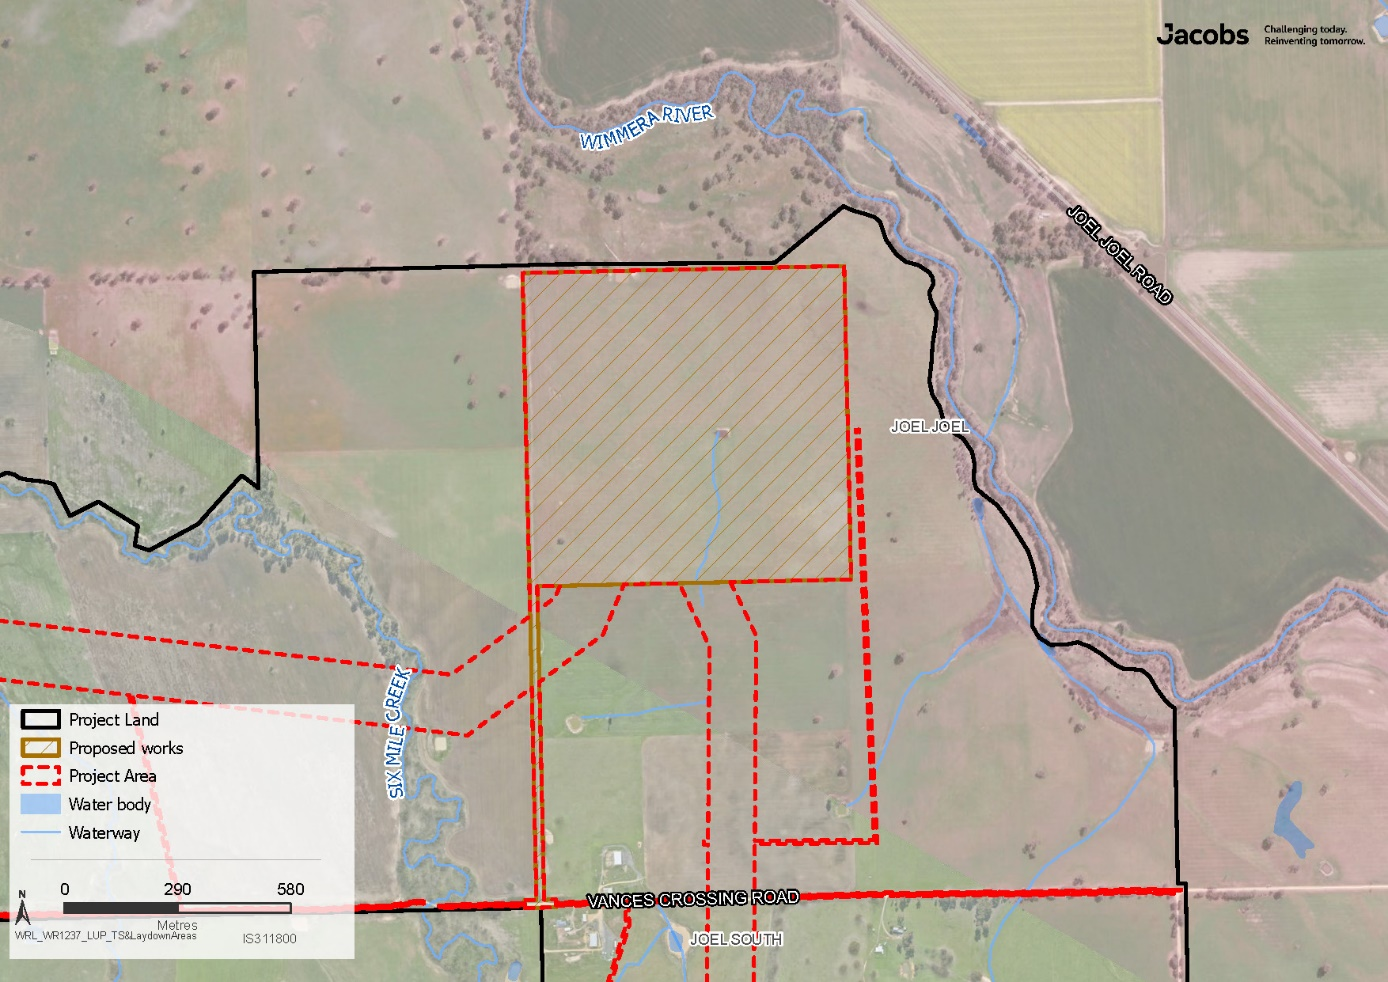 Jacobs
Challenging today.
Reinventing tomorrow.
WIMMERA RIVER
JOEL JOEL ROAD
JOEL JOEL
SIX MILE CREEK
Project Land
Proposed works
Project Area
Water body
Waterway
0 290 580
N
Metres
WRL_WR1237_LUP_TS&LaydownAreas
IS311800
VANCES CROSSING ROAD
JOEL SOUTH